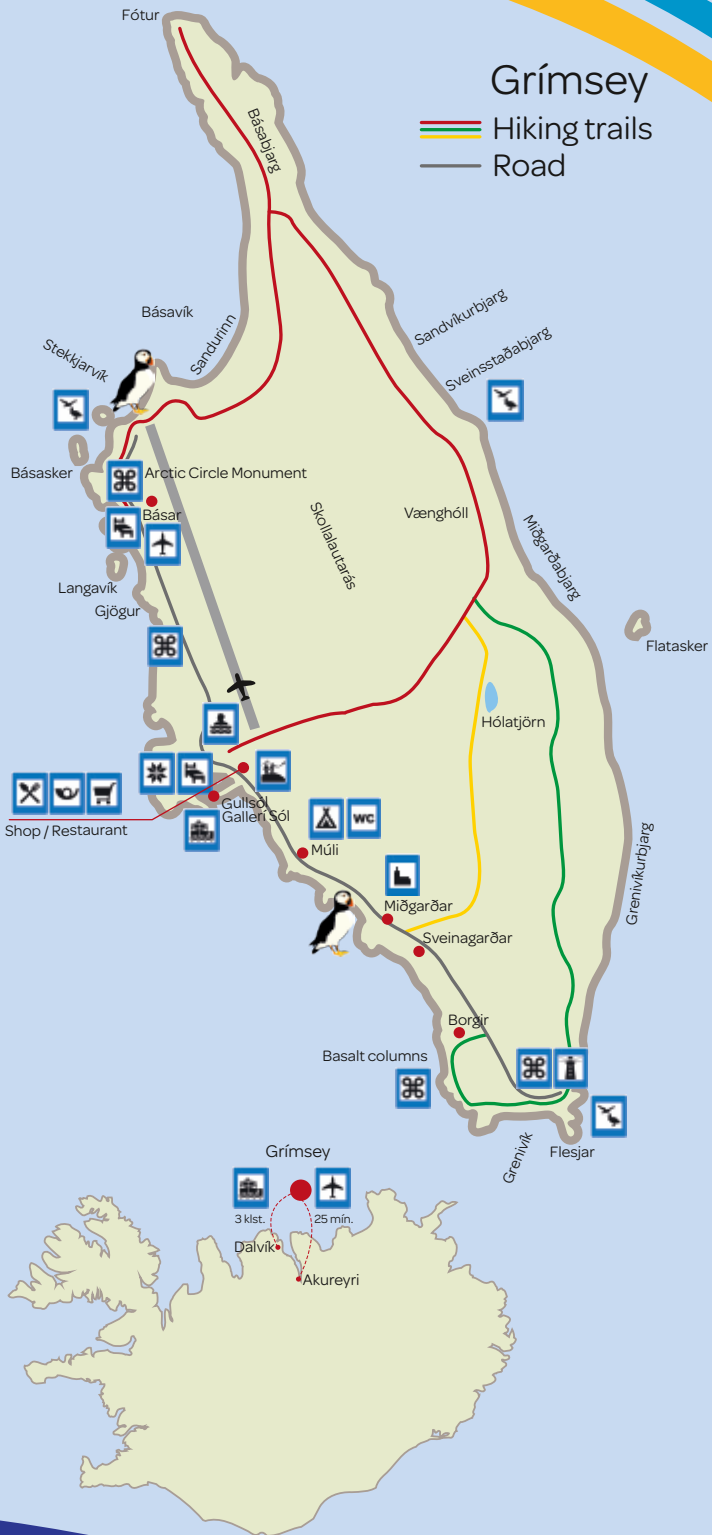 Fótur
Grímsey
Hiking trails
Road
Básabjarg
Básavík
Sandurinn
Stekkjarvík
Sandvíkurbjarg
Sveinsstaðabjarg
Básasker
Arctic Circle Monument
Básar
Skollalautarás
Vænghóll
Miðgarðabjarg
Langavík
Gjögur
Flatasker
Hólatjörn
Gullsól
Gallerí Sól
Shop / Restaurant
WC
Múli
Grenivíkurbjarg
Miðgarðar
Sveinagarðar
Borgir
Basalt columns
Grenivík
Flesjar
Grímsey
3 klst.
25 mín.
Dalvík
Akureyri